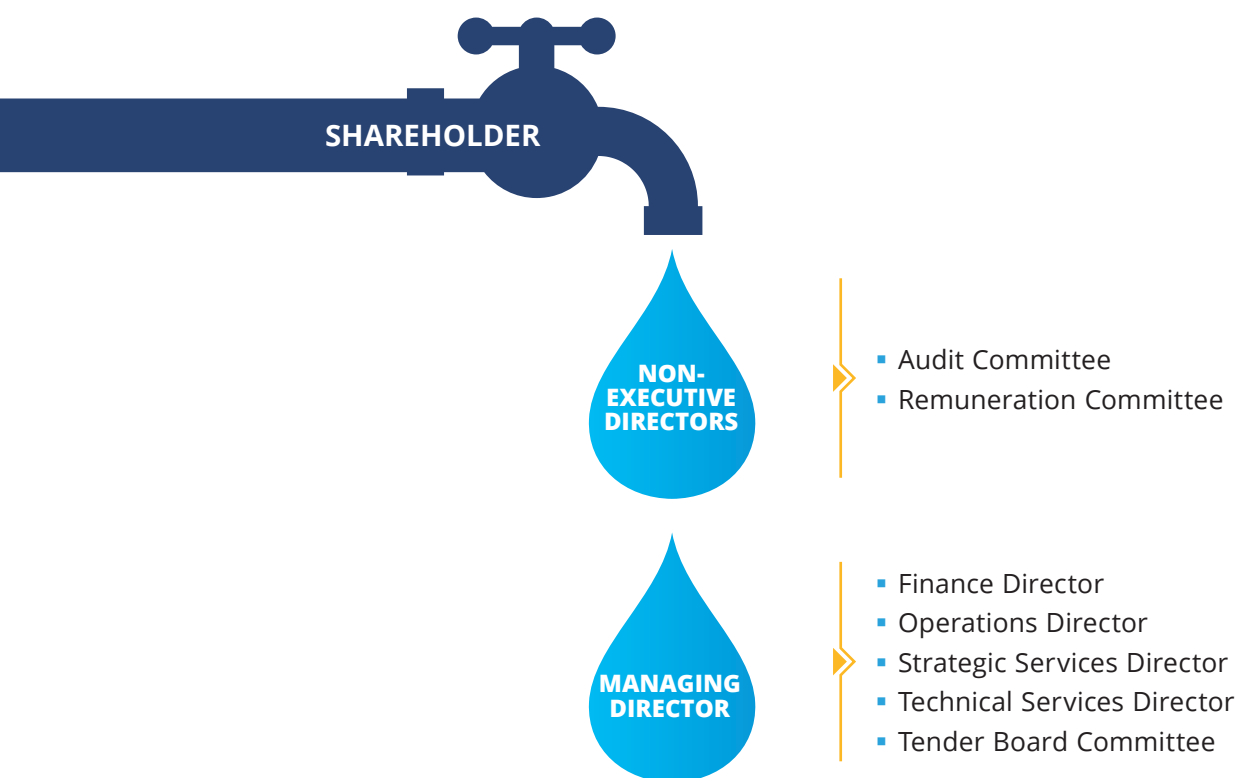 SHAREHOLDER
NON-
EXECUTIVE
DIRECTORS
Audit Committee
Remuneration Committee
MANAGING
DIRECTOR
Finance Director
Operations Director
Strategic Services Director
Technical Services Director
Tender Board Committee